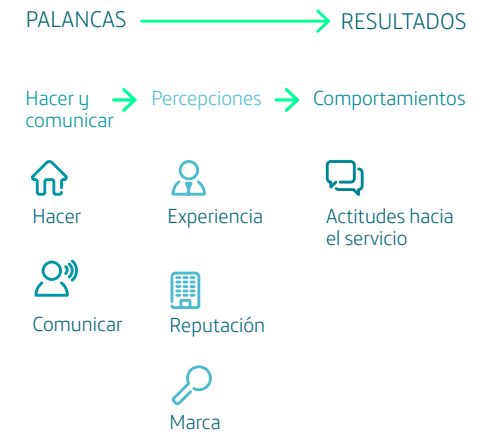 PALANCAS
RESULTADOS
Hacer y
comunicar
Percepciones
Comportamientos
Hacer
Experiencia
Actitudes hacia
el servicio
Comunicar
Reputación
Marca